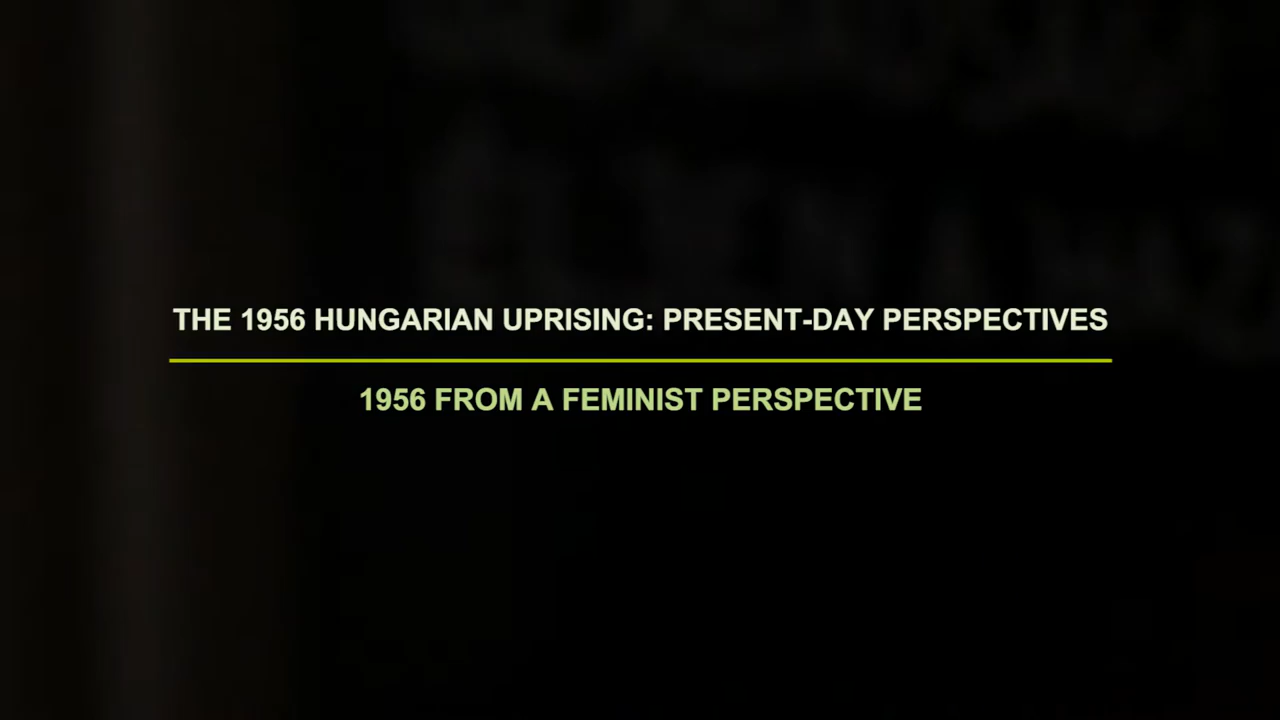 THE 1956 HUNGARIAN UPRISING: PRESENT-DAY PERSPECTIVES
1956 FROM A FEMINIST PERSPECTIVE